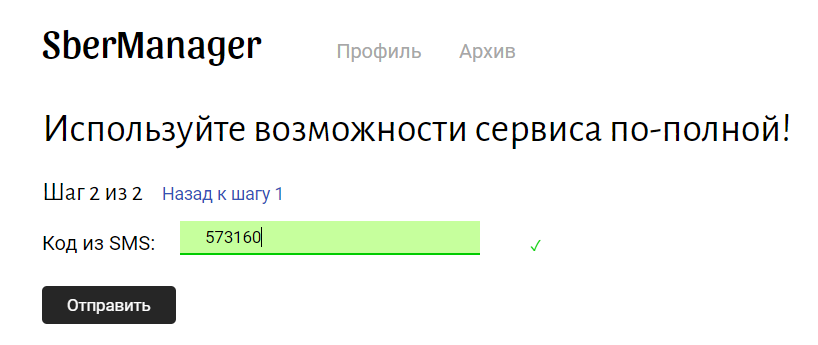 SberManager Профиль Архив
Используйте возможности сервиса по-полной!
Шаг 2 из 2 Назад к шагу 1
Код из SMS: 573160 ✓
Отправить